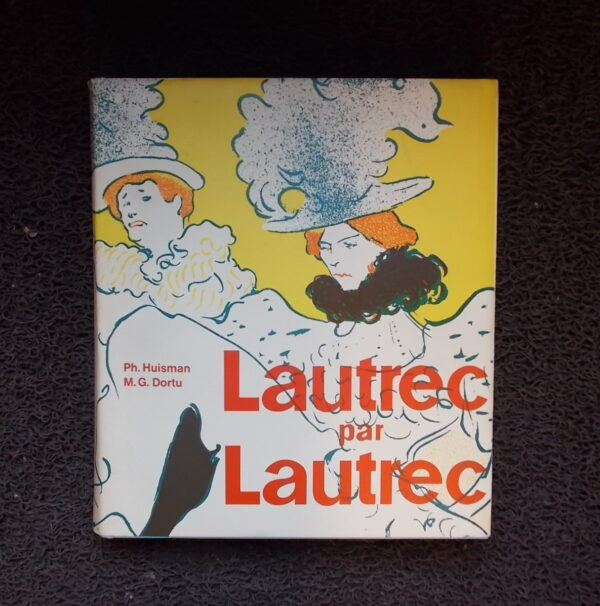 Ph. Huisman
M. G. Dortu
Lautrec
par
Lautrec